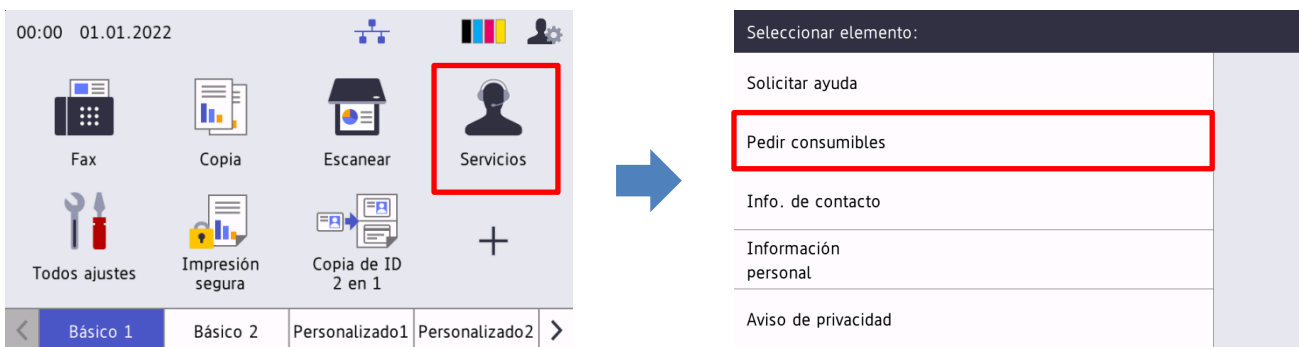 00:00 01.01.2022
Fax
Copia
Escanear
Servicios
Todos ajustes
Impresión
segura
Copia de ID
2 en 1
Básico 1
Básico 2
Personalizado1
Personalizado2
Seleccionar elemento:
Solicitar ayuda
Pedir consumibles
Info. de contacto
Información
personal
Aviso de privacidad